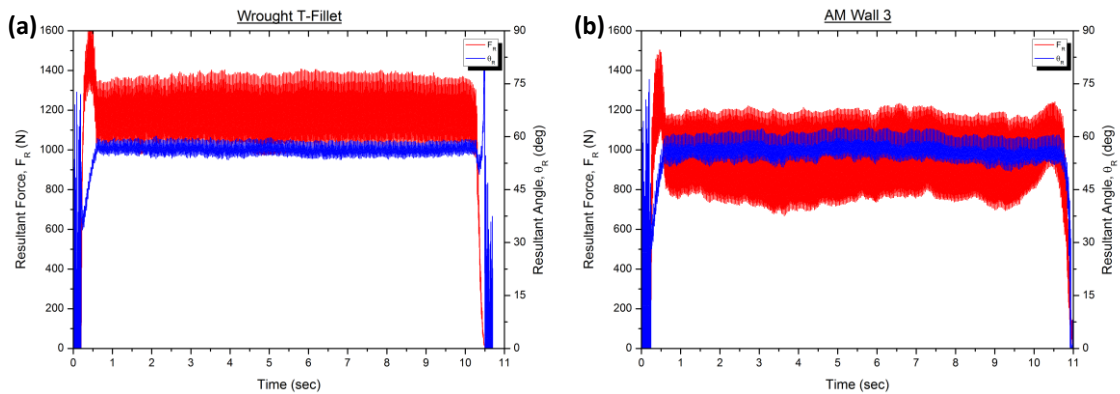 (a)
Wrought T-Fillet
1600
1400
1200
1000
800
600
400
200
0
Resultant Force, F_R (N)
90
75
60
45
30
15
0
Resultant Angle, θ_R (deg)
F_R
θ_R
0 1 2 3 4 5 6 7 8 9 10 11
Time (sec)
(b)
AM Wall 3
1600
1400
1200
1000
800
600
400
200
0
Resultant Force, F_R (N)
90
75
60
45
30
15
0
Resultant Angle, θ_R (deg)
F_R
θ_R
0 1 2 3 4 5 6 7 8 9 10 11
Time (sec)